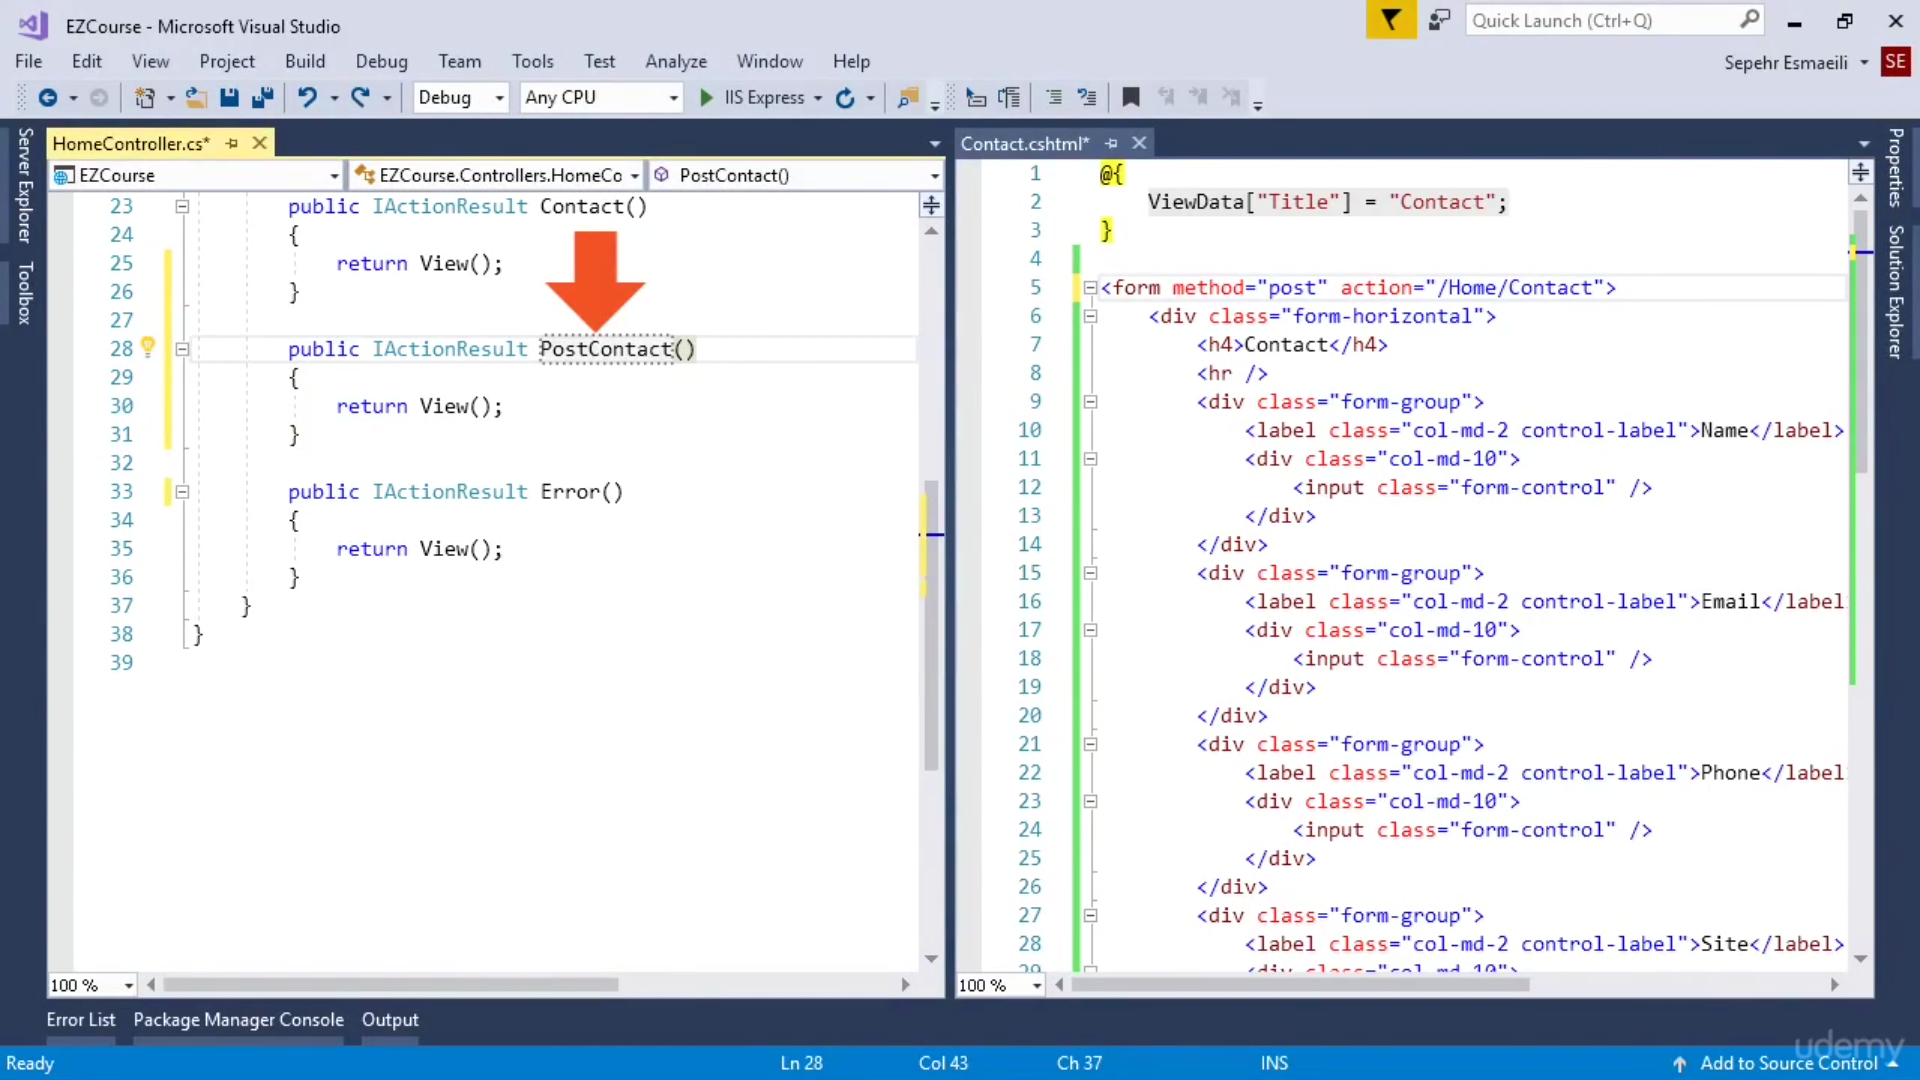 EZCourse - Microsoft Visual Studio
Quick Launch (Ctrl+Q)
File Edit View Project Build Debug Team Tools Test Analyze Window Help
Sepehr Esmaeili SE
Debug Any CPU IIS Express
Server Explorer
Toolbox
HomeController.cs*
EZCourse EZCourse.Controllers.HomeCo PostContact()
23 public IActionResult Contact()
24 {
25 return View();
26 }
27
28 public IActionResult PostContact()
29 {
30 return View();
31 }
32
33 public IActionResult Error()
34 {
35 return View();
36 }
37 }
38 }
39
100 %
Contact.cshtml*
1 @{
2 ViewData["Title"] = "Contact";
3 }
4
5 <form method="post" action="/Home/Contact">
6 <div class="form-horizontal">
7 <h4>Contact</h4>
8 <hr />
9 <div class="form-group">
10 <label class="col-md-2 control-label">Name</label>
11 <div class="col-md-10">
12 <input class="form-control" />
13 </div>
14 </div>
15 <div class="form-group">
16 <label class="col-md-2 control-label">Email</label
17 <div class="col-md-10">
18 <input class="form-control" />
19 </div>
20 </div>
21 <div class="form-group">
22 <label class="col-md-2 control-label">Phone</label
23 <div class="col-md-10">
24 <input class="form-control" />
25 </div>
26 </div>
27 <div class="form-group">
28 <label class="col-md-2 control-label">Site</label>
29 <div class="col-md-10">
100 %
Properties
Solution Explorer
Error List Package Manager Console Output
Ready Ln 28 Col 43 Ch 37 INS Add to Source Control
udemy